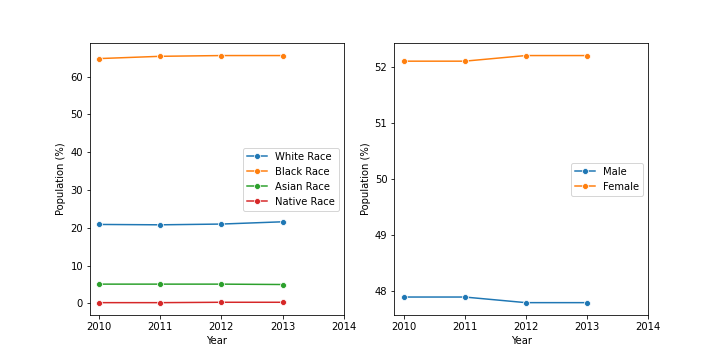 Population (%)
60
50
40
30
20
10
0
2010 2011 2012 2013 2014
Year
White Race
Black Race
Asian Race
Native Race
Population (%)
52
51
50
49
48
2010 2011 2012 2013 2014
Year
Male
Female